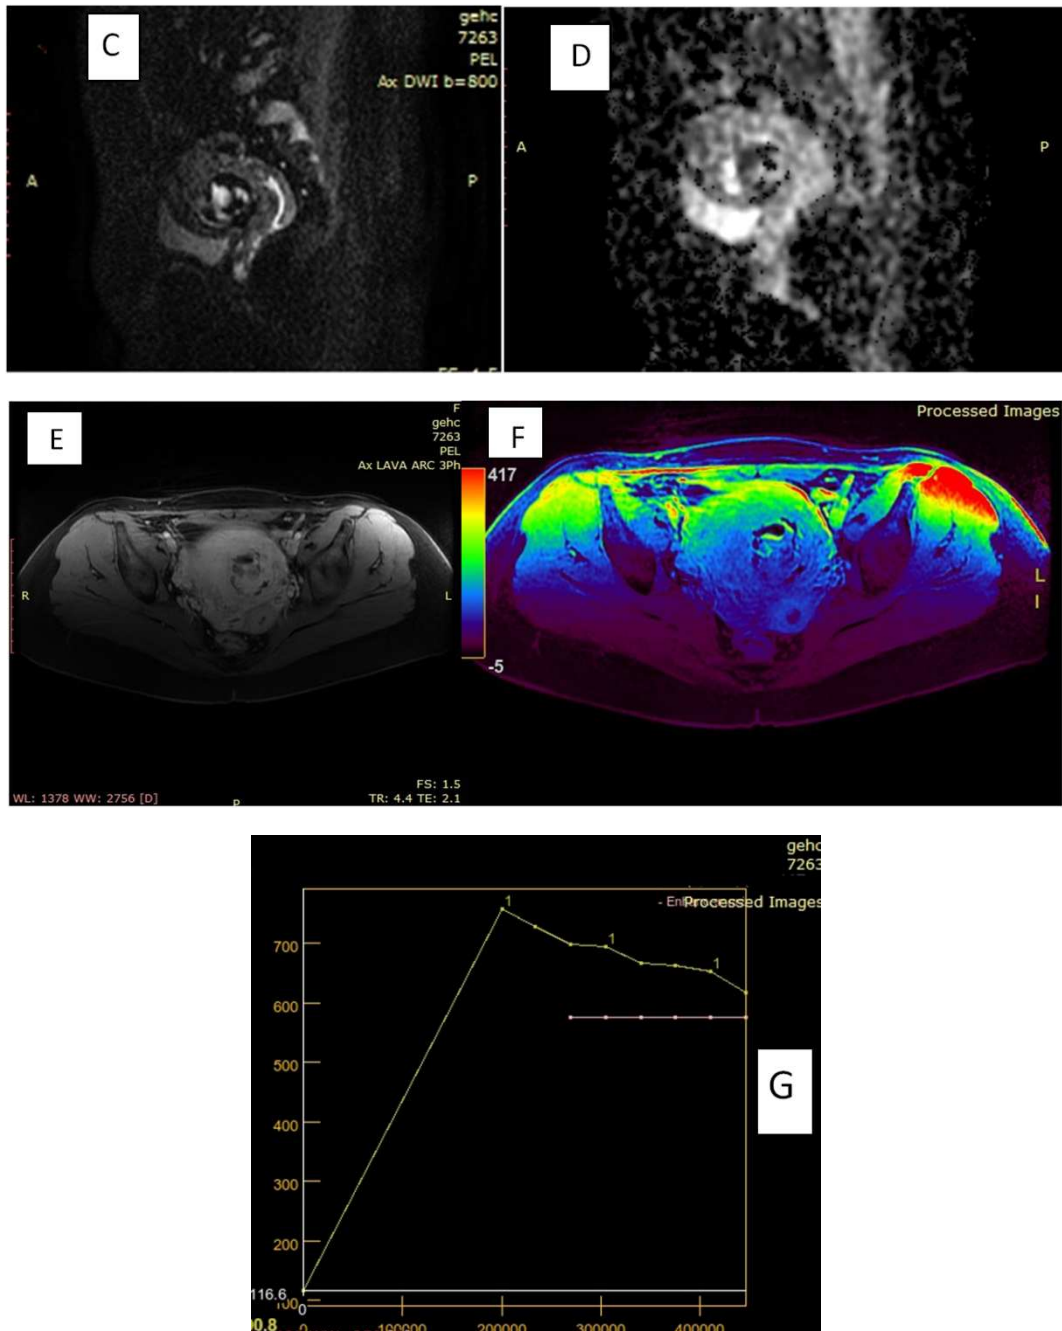 C
gehc
7263
PEL
Ax DWI b=800
A
P
D
A
P
E
F
gehc
7263
PEL
Ax LAVA ARC 3Ph
R
L
WL: 1378 WW: 2756 [D]
FS: 1.5
TR: 4.4 TE: 2.1
F
Processed Images
417
-5
L
I
gehc
7263
Processed Images
1
1
1
700
600
500
400
300
200
100
116.6
0
0
100000
200000
300000
400000
G